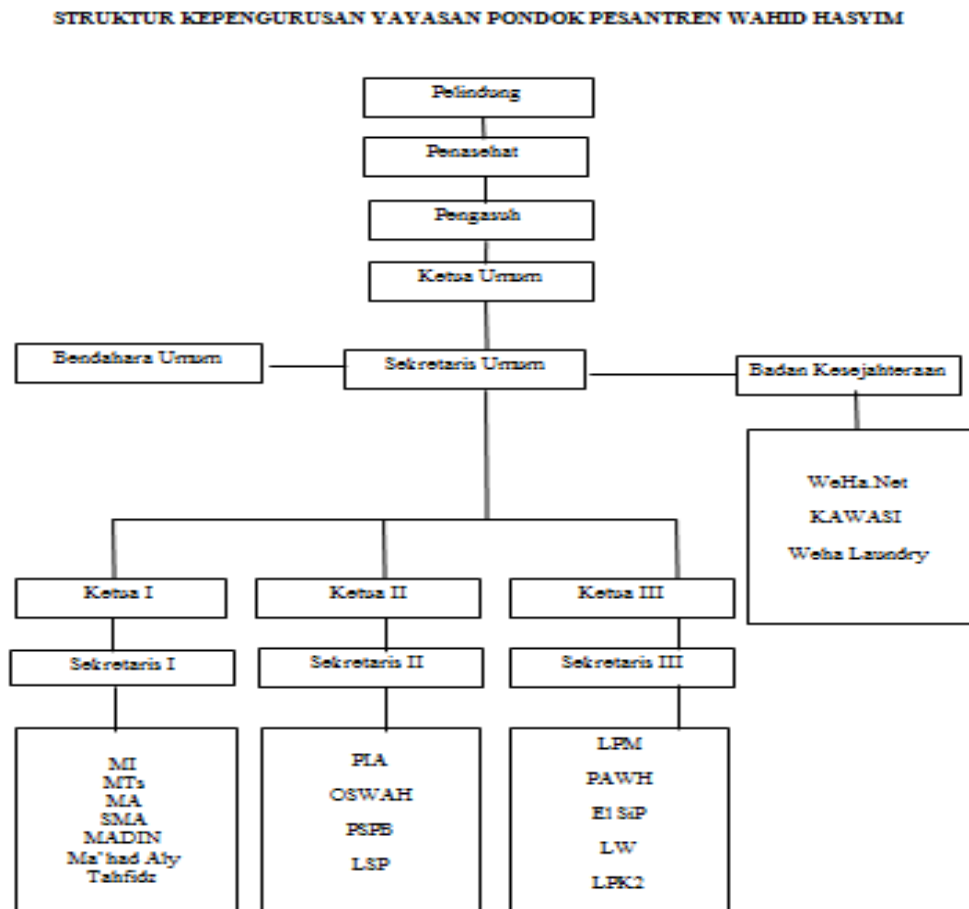 STRUKTUR KEPENGURUSAN YAYASAN PONDOK PESANTREN WAHID HASYIM
Pelindung
Penasehat
Pengasuh
Ketua Umum
Bendahara Umum
Sekretaris Umum
Badan Kesejahteraan
WeHa.Net
KAWASI
Weha Laundry
Ketua I
Ketua II
Ketua III
Sekretaris I
Sekretaris II
Sekretaris III
MI
MTs
MA
SMA
MADIN
Ma'had Aly
Tahfidz
PIA
OSWAH
PSPB
LSP
LPM
PAWH
ElSiP
LW
LPK2